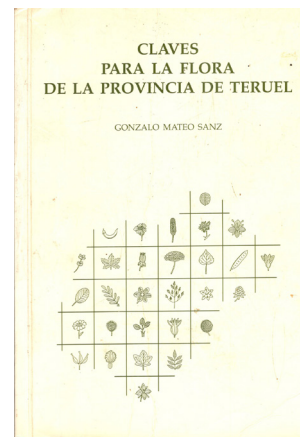 CLAVES
PARA LA FLORA
DE LA PROVINCIA DE TERUEL
GONZALO MATEO SANZ